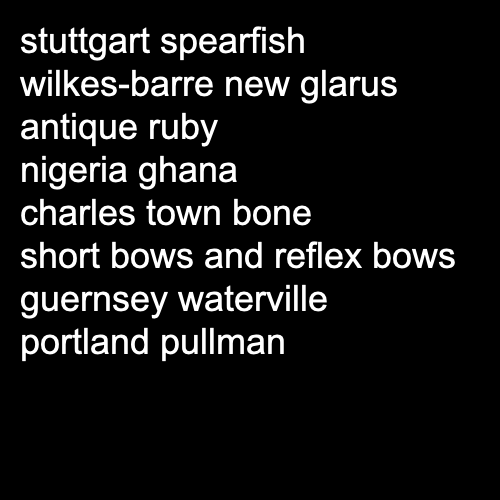 stuttgart spearfish
wilkes-barre new glarus
antique ruby
nigeria ghana
charles town bone
short bows and reflex bows
guernsey waterville
portland pullman